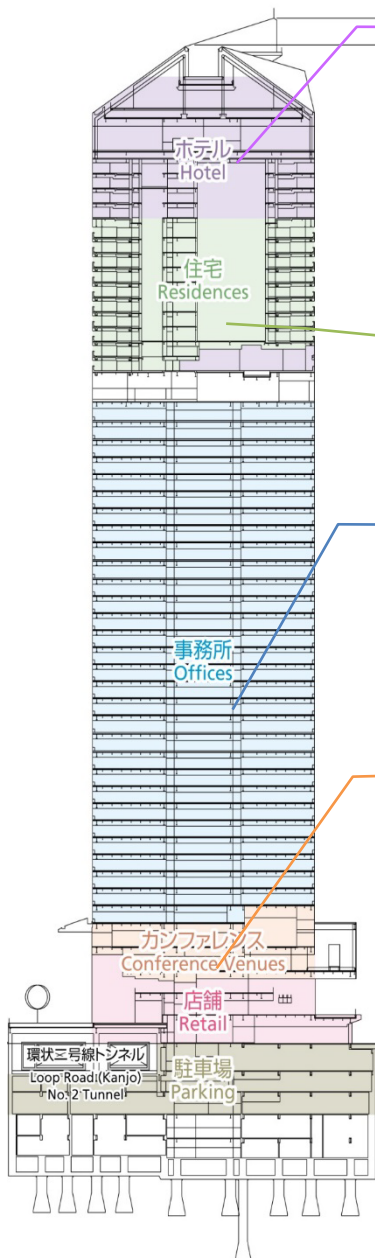 ホテル
Hotel
住宅
Residences
事務所
Offices
カンファレンス
Conference Venues
店舗
Retail
環状二号線トンネル
Loop Road (Kanjo)
No. 2 Tunnel
駐車場
Parking